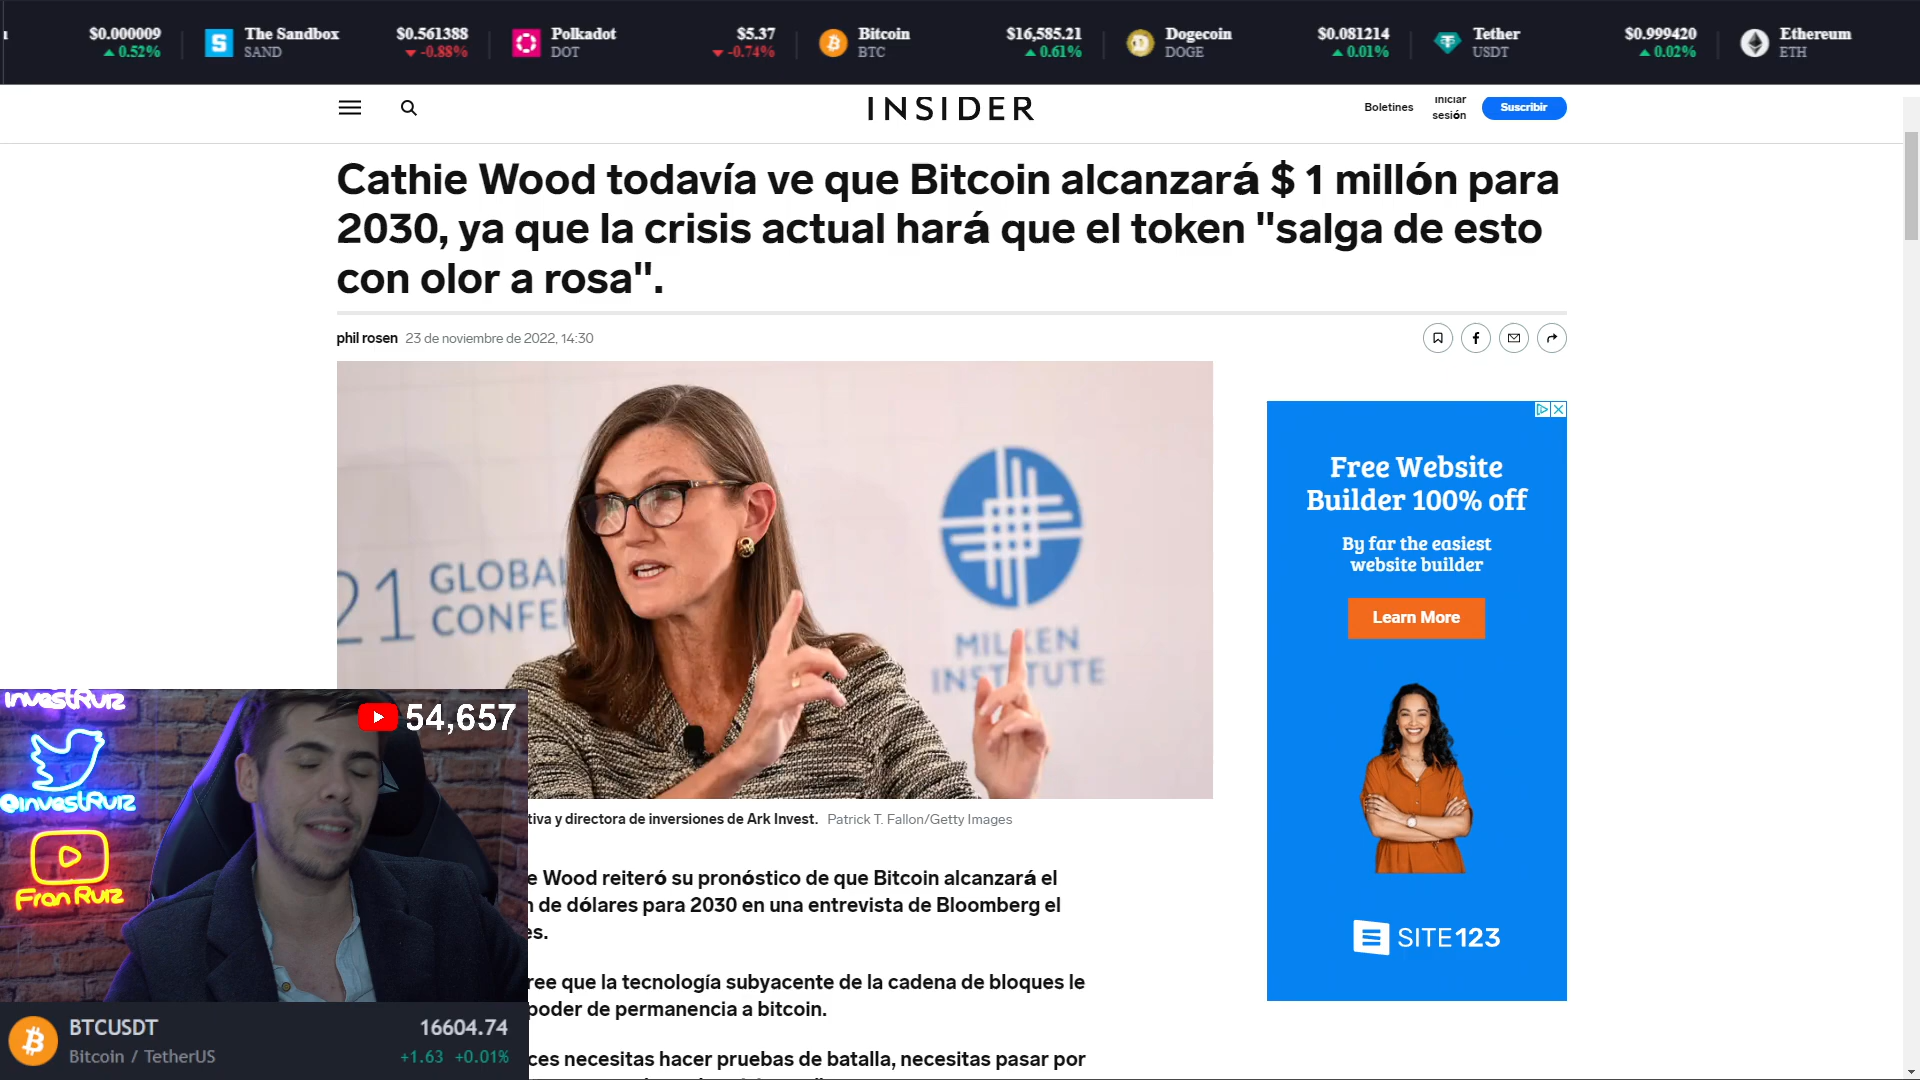 $0.000009
0.52%
The Sandbox
SAND
$0.561388
-0.88%
Polkadot
DOT
$5.37
-0.74%
Bitcoin
BTC
$16,585.21
0.61%
Dogecoin
DOGE
$0.081214
0.01%
Tether
USDT
$0.999420
0.02%
Ethereum
ETH
INSIDER
Boletines
Iniciar
sesión
Suscribir
Cathie Wood todavía ve que Bitcoin alcanzará $ 1 millón para
2030, ya que la crisis actual hará que el token "salga de esto
con olor a rosa".
phil rosen 23 de noviembre de 2022, 14:30
21 GLOBAL
CONFE
MILKEN
INSTITUTE
Free Website
Builder 100% off
By far the easiest
website builder
Learn More
SITE123
tiva y directora de inversiones de Ark Invest. Patrick T. Fallon/Getty Images
e Wood reiteró su pronóstico de que Bitcoin alcanzará el
n de dólares para 2030 en una entrevista de Bloomberg el
es.
ree que la tecnología subyacente de la cadena de bloques le
poder de permanencia a bitcoin.
ces necesitas hacer pruebas de batalla, necesitas pasar por
InvestRuiz
@investRuiz
Fran Ruiz
54,657
BTCUSDT
16604.74
Bitcoin / TetherUS
+1.63 +0.01%